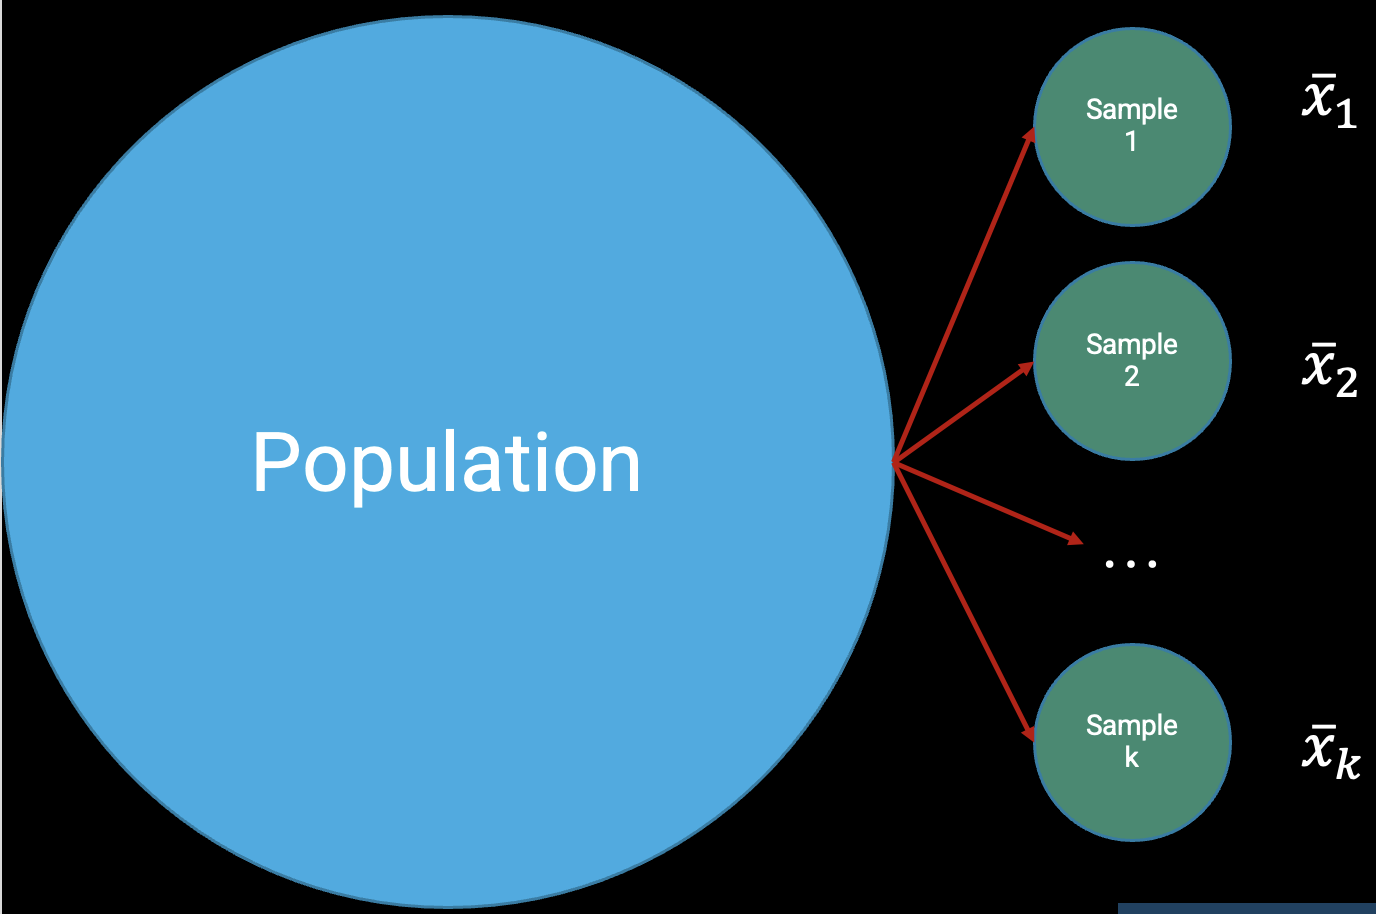 Population
Sample
1
x̄₁
Sample
2
x̄₂
...
Sample
k
x̄ₖ